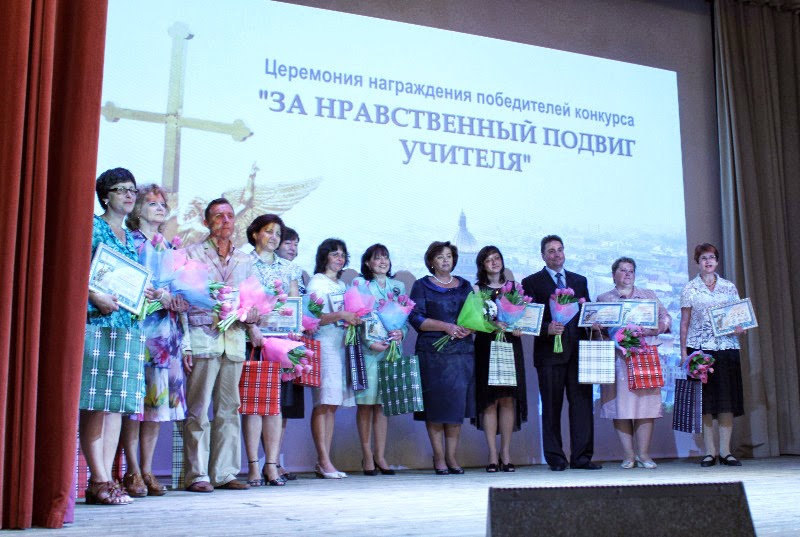 Церемония награждения победителей конкурса
"ЗА НРАВСТВЕННЫЙ ПОДВИГ
УЧИТЕЛЯ"